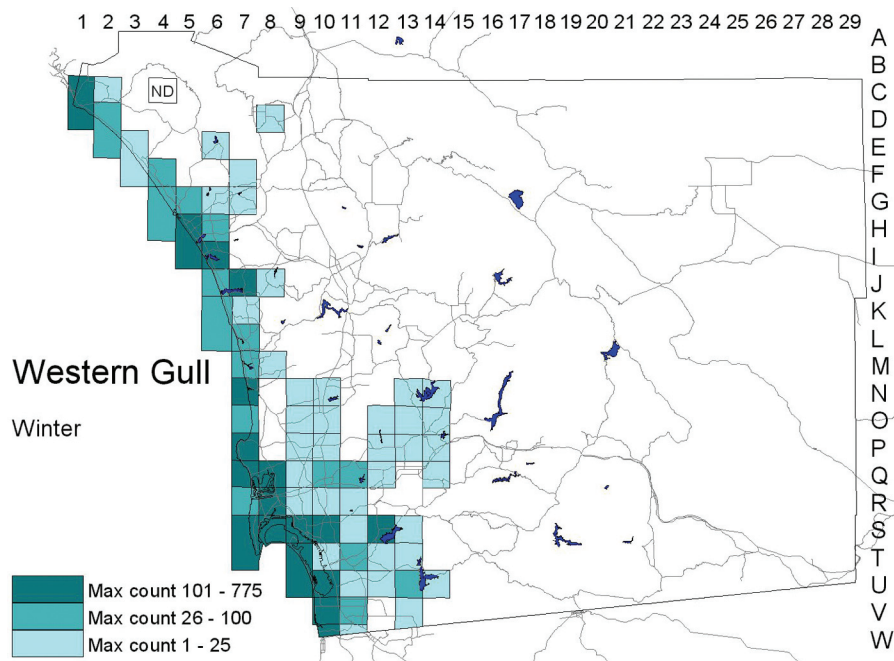 1 2 3 4 5 6 7 8 9 10 11 12 13 14 15 16 17 18 19 20 21 22 23 24 25 26 27 28 29
A
B
C
ND
D
E
F
G
H
I
J
K
L
M
Western Gull
N
Winter
O
P
Q
R
S
T
Max count 101 - 775
U
Max count 26 - 100
V
Max count 1 - 25
W